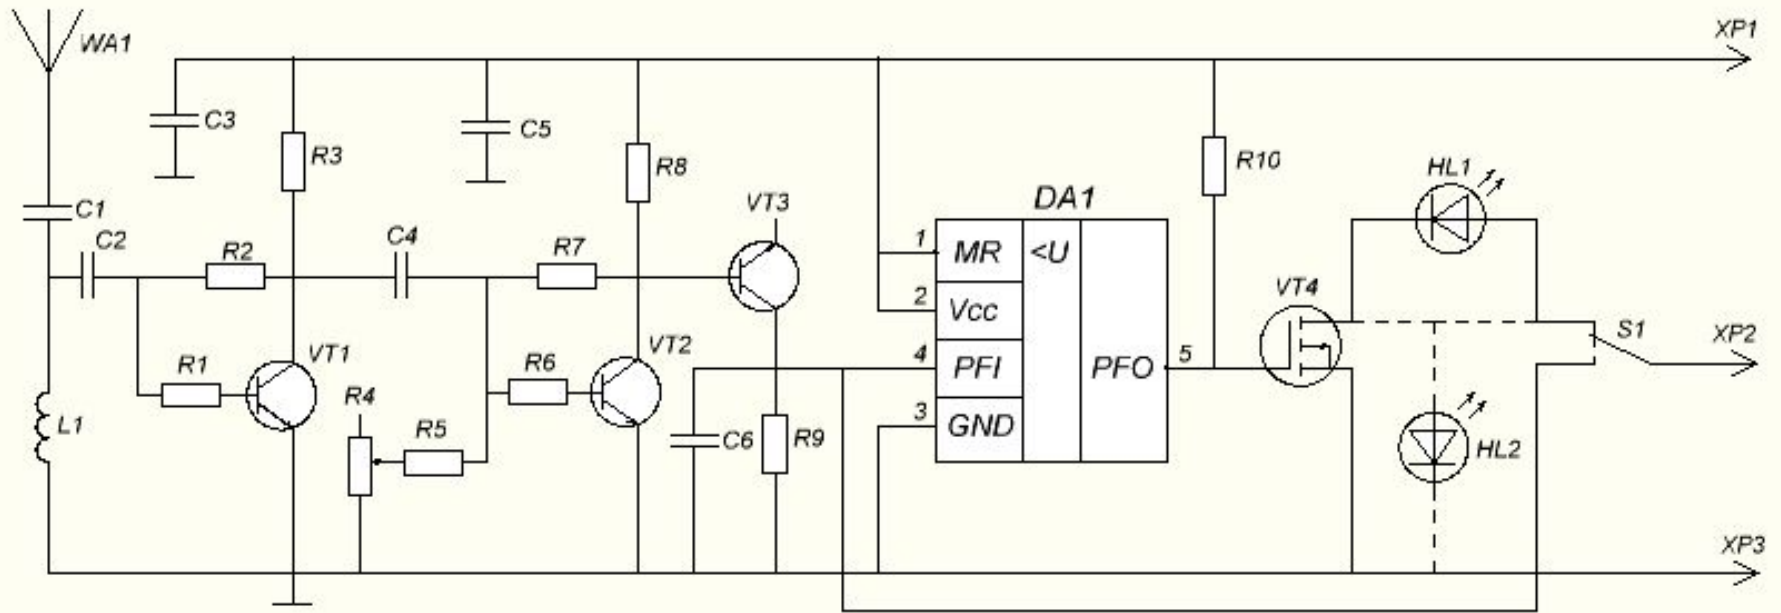 WA1
XP1
C3
C5
R3
R8
R10
HL1
DA1
VT3
C1
C2
R2
C4
R7
1
MR
<U
2
Vcc
VT4
S1
XP2
R1
VT1
R6
VT2
4
PFI
PFO
5
R4
L1
R5
C6
R9
3
GND
HL2
XP3